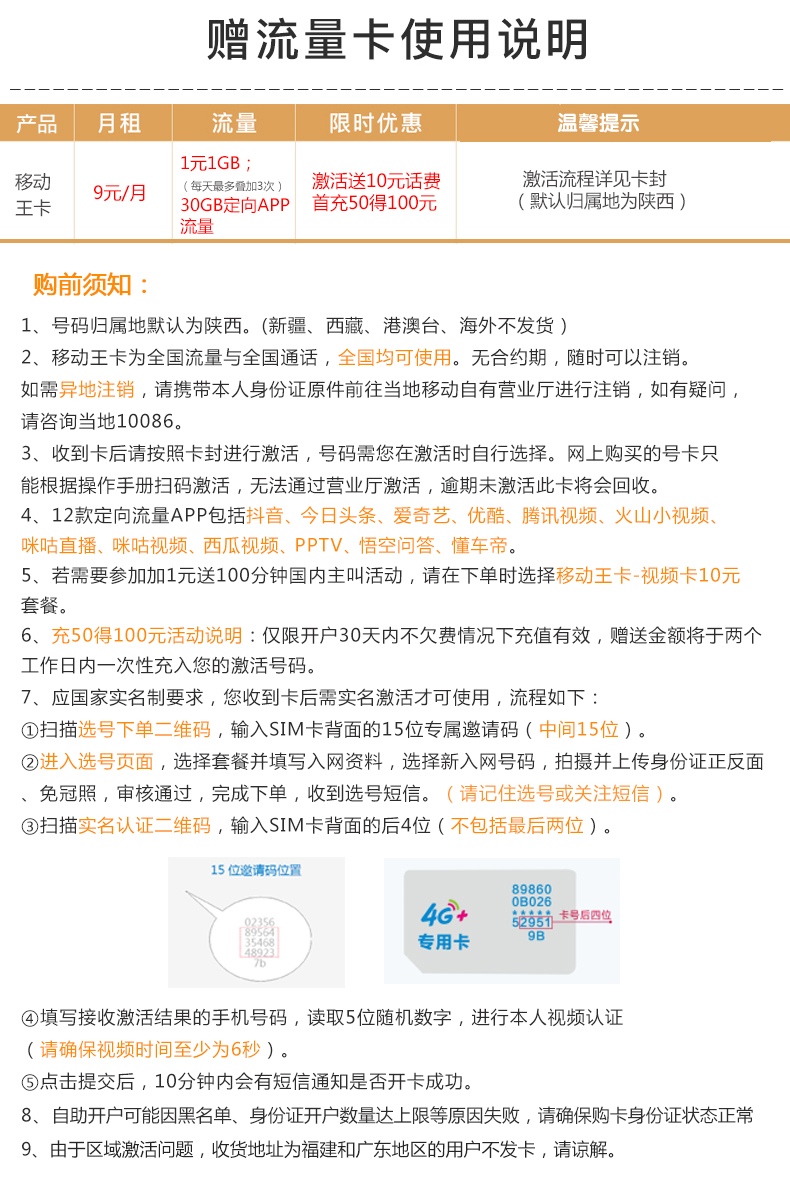 赠流量卡使用说明
产品 月租 流量 限时优惠 温馨提示
移动
王卡
9元/月
1元1GB；
（每天最多叠加3次）
30GB定向APP
流量
激活送10元话费
首充50得100元
激活流程详见卡封
（默认归属地为陕西）
购前须知：
1、号码归属地默认为陕西。(新疆、西藏、港澳台、海外不发货）
2、移动王卡为全国流量与全国通话，全国均可使用。无合约期，随时可以注销。
如需异地注销，请携带本人身份证原件前往当地移动自有营业厅进行注销，如有疑问，
请咨询当地10086。
3、收到卡后请按照卡封进行激活，号码需您在激活时自行选择。网上购买的号卡只
能根据操作手册扫码激活，无法通过营业厅激活，逾期未激活此卡将会回收。
4、12款定向流量APP包括抖音、今日头条、爱奇艺、优酷、腾讯视频、火山小视频、
咪咕直播、咪咕视频、西瓜视频、PPTV、悟空问答、懂车帝。
5、若需要参加加1元送100分钟国内主叫活动，请在下单时选择移动王卡-视频卡10元
套餐。
6、充50得100元活动说明：仅限开户30天内不欠费情况下充值有效，赠送金额将于两个
工作日内一次性充入您的激活号码。
7、应国家实名制要求，您收到卡后需实名激活才可使用，流程如下：
①扫描选号下单二维码，输入SIM卡背面的15位专属邀请码（中间15位）。
②进入选号页面，选择套餐并填写入网资料，选择新入网号码，拍摄并上传身份证正反面
、免冠照，审核通过，完成下单，收到选号短信。（请记住选号或关注短信）。
③扫描实名认证二维码，输入SIM卡背面的后4位（不包括最后两位）。
15 位邀请码位置
02356
89564
35468
48923
7b
4G+
专用卡
89860
0B026
*****
52951
9B
卡号后四位
④填写接收激活结果的手机号码，读取5位随机数字，进行本人视频认证
（请确保视频时间至少为6秒）。
⑤点击提交后，10分钟内会有短信通知是否开卡成功。
8、自助开户可能因黑名单、身份证开户数量达上限等原因失败，请确保购卡身份证状态正常
9、由于区域激活问题，收货地址为福建和广东地区的用户不发卡，请谅解。